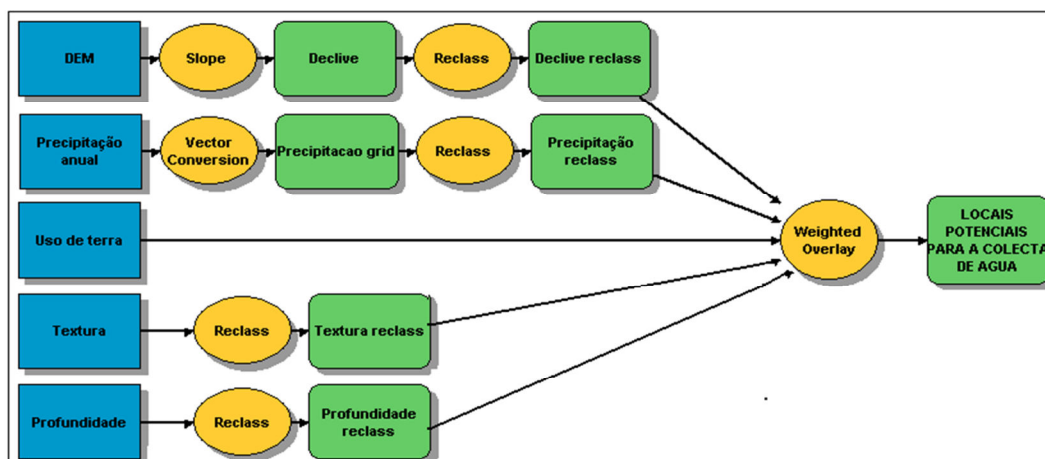 DEM
Slope
Declive
Reclass
Declive reclass
Precipitação
anual
Vector
Conversion
Precipitacao grid
Reclass
Precipitação
reclass
Uso de terra
Weighted
Overlay
LOCAIS
POTENCIAIS
PARA A COLECTA
DE AGUA
Textura
Reclass
Textura reclass
Profundidade
Reclass
Profundidade
reclass